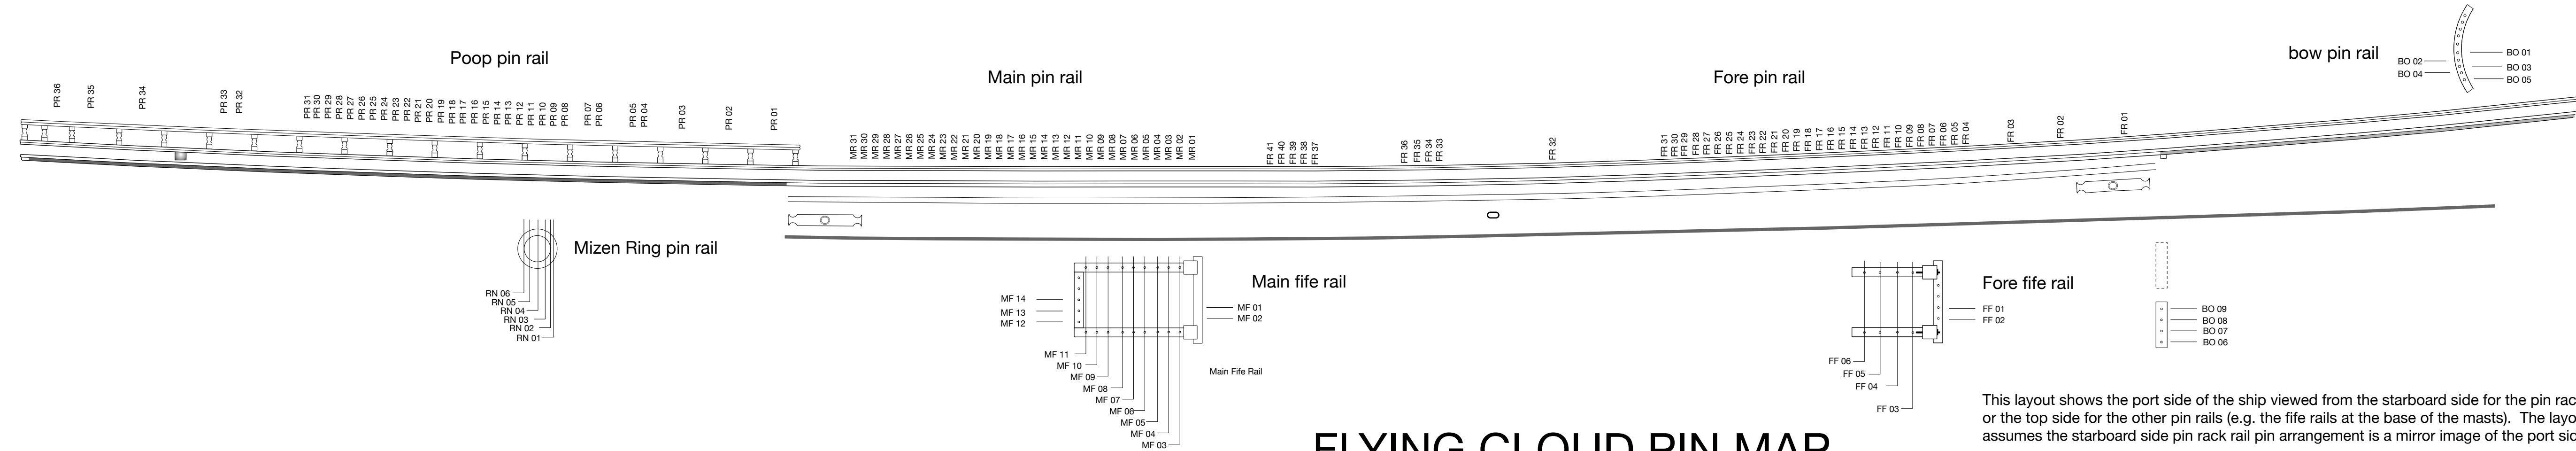 Poop pin rail
Main pin rail
Fore pin rail
bow pin rail
BO 01
BO 02
BO 03
BO 04
BO 05
PR 36
PR 35
PR 34
PR 33
PR 32
PR 31
PR 30
PR 29
PR 28
PR 27
PR 26
PR 25
PR 24
PR 23
PR 22
PR 21
PR 20
PR 19
PR 18
PR 17
PR 16
PR 15
PR 14
PR 13
PR 12
PR 11
PR 10
PR 09
PR 08
PR 07
PR 06
PR 05
PR 04
PR 03
PR 02
PR 01
MR 31
MR 30
MR 29
MR 28
MR 27
MR 26
MR 25
MR 24
MR 23
MR 22
MR 21
MR 20
MR 19
MR 18
MR 17
MR 16
MR 15
MR 14
MR 13
MR 12
MR 11
MR 10
MR 09
MR 08
MR 07
MR 06
MR 05
MR 04
MR 03
MR 02
MR 01
FR 41
FR 40
FR 39
FR 38
FR 37
FR 36
FR 35
FR 34
FR 33
FR 32
FR 31
FR 30
FR 29
FR 28
FR 27
FR 26
FR 25
FR 24
FR 23
FR 22
FR 21
FR 20
FR 19
FR 18
FR 17
FR 16
FR 15
FR 14
FR 13
FR 12
FR 11
FR 10
FR 09
FR 08
FR 07
FR 06
FR 05
FR 04
FR 03
FR 02
FR 01
Mizen Ring pin rail
RN 06
RN 05
RN 04
RN 03
RN 02
RN 01
Main fife rail
MF 14
MF 13
MF 12
MF 01
MF 02
MF 11
MF 10
MF 09
MF 08
MF 07
MF 06
MF 05
MF 04
MF 03
Main Fife Rail
Fore fife rail
FF 01
FF 02
FF 06
FF 05
FF 04
FF 03
BO 09
BO 08
BO 07
BO 06
This layout shows the port side of the ship viewed from the starboard side for the pin rac
or the top side for the other pin rails (e.g. the fife rails at the base of the masts). The layo
assumes the starboard side pin rack rail pin arrangement is a mirror image of the port sid
FLYING CLOUD PIN MAP